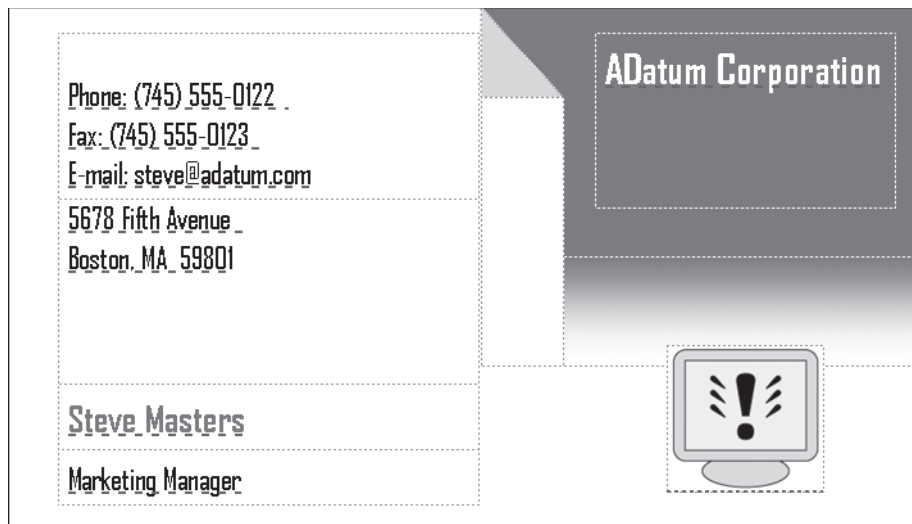 Phone: (745) 555-0122
Fax: (745) 555-0123
E-mail: steve@adatum.com
5678 Fifth Avenue
Boston, MA 59801
Steve Masters
Marketing Manager
ADatum Corporation